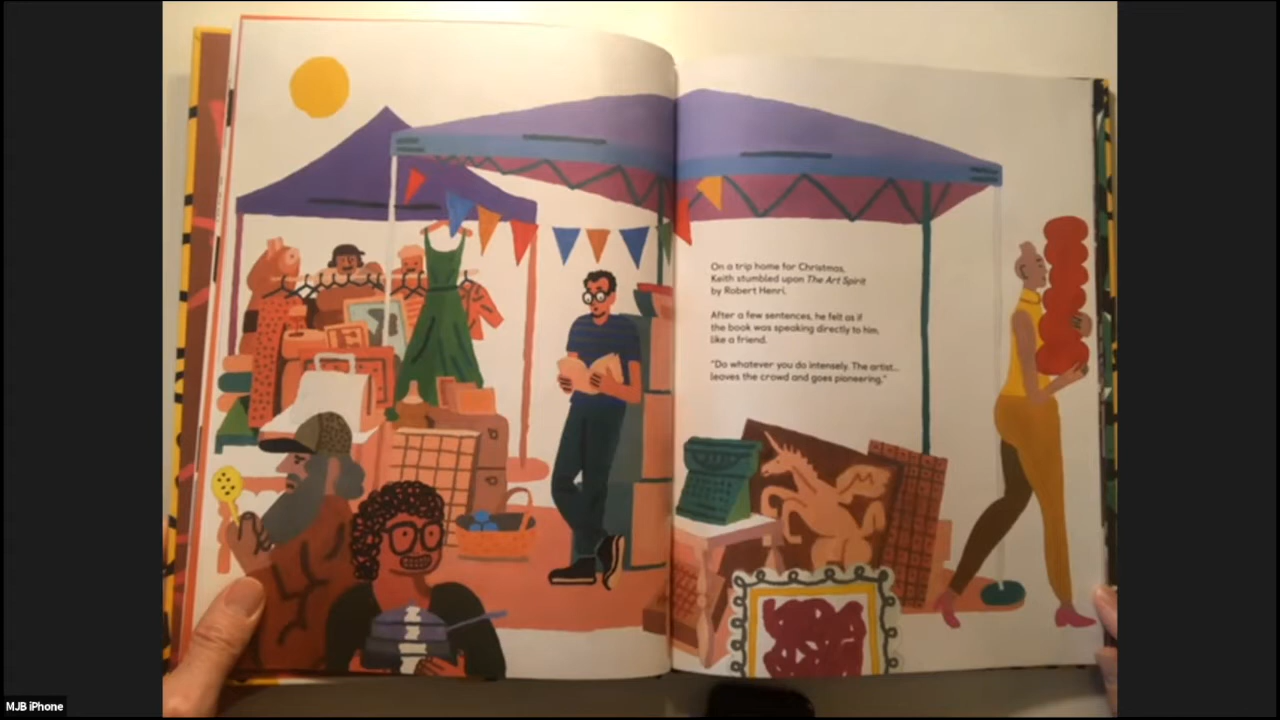 On a trip home for Christmas,
Keith stumbled upon The Art Spirit
by Robert Henri.
After a few sentences, he felt as if
the book was speaking directly to him,
like a friend.
"Do whatever you do intensely. The artist...
leaves the crowd and goes pioneering."
MJB iPhone